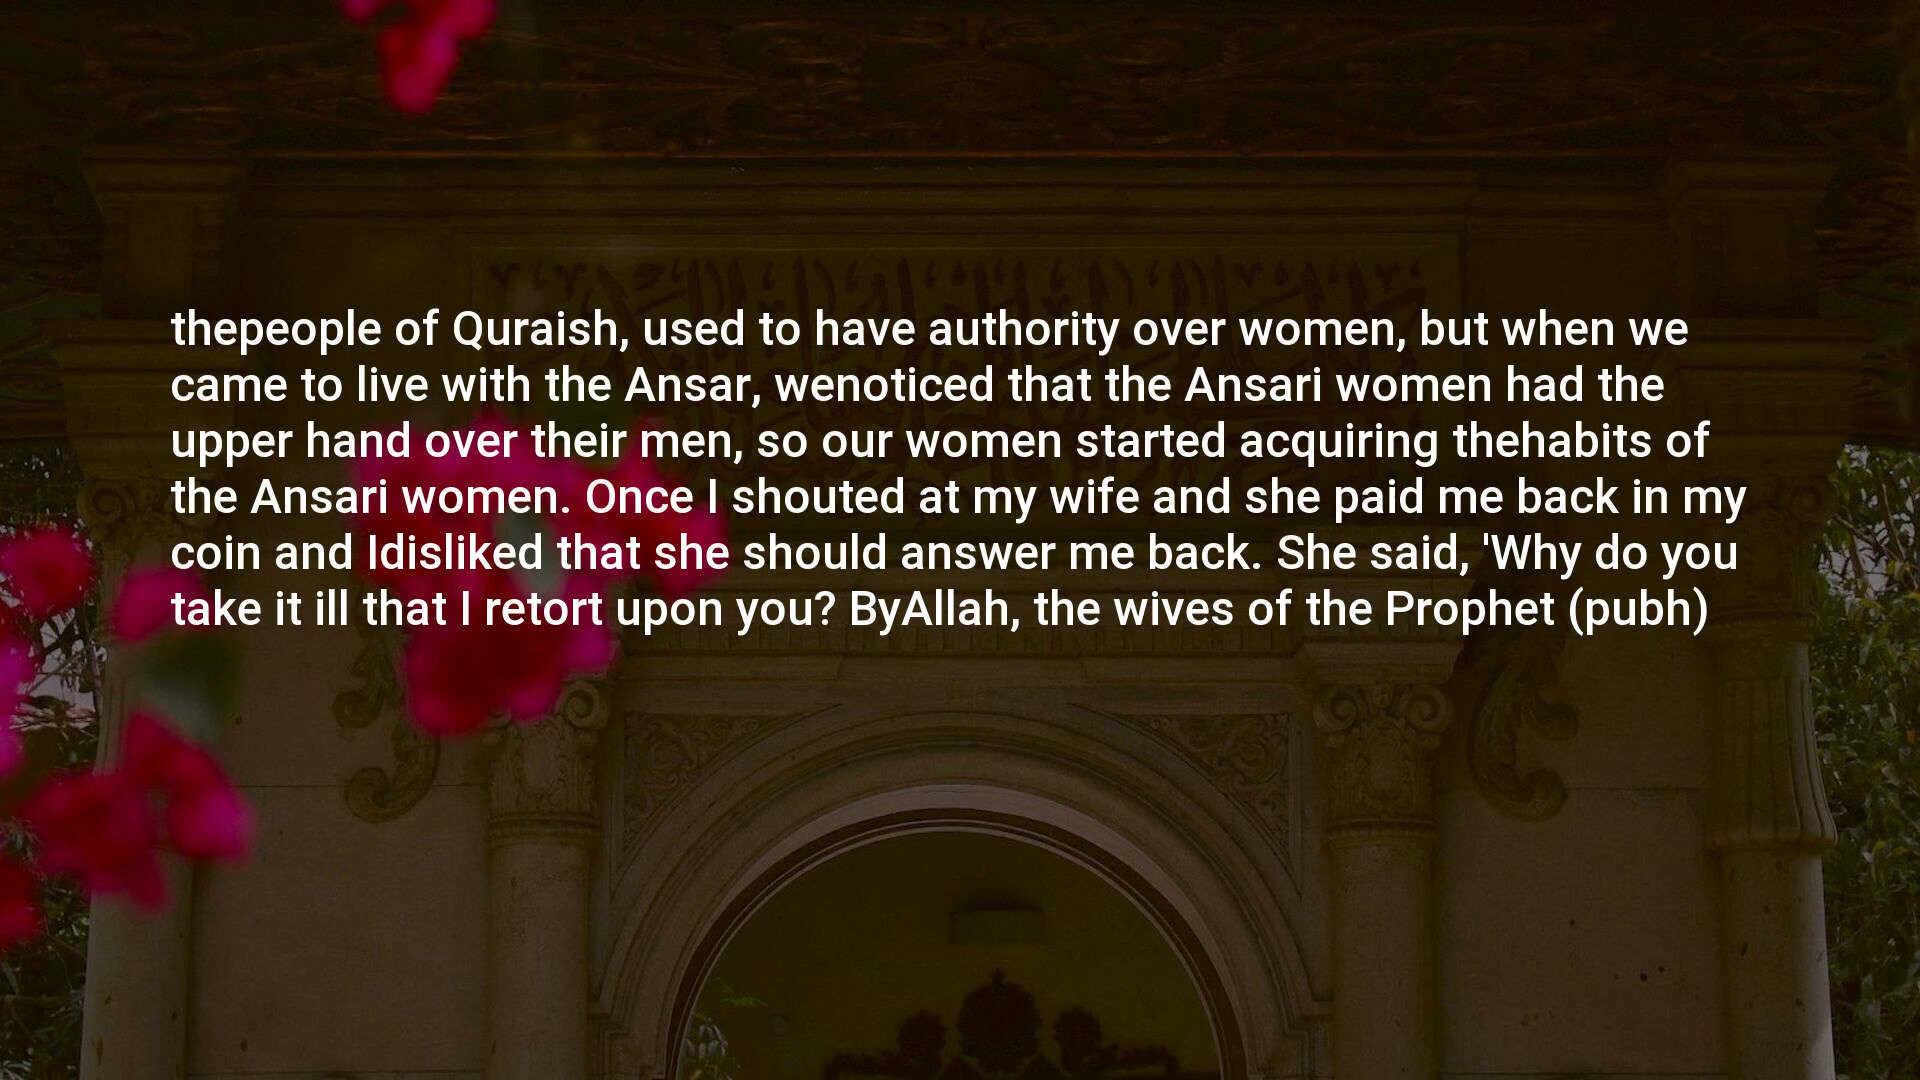 thepeople of Quraish, used to have authority over women, but when we
came to live with the Ansar, wenoticed that the Ansari women had the
upper hand over their men, so our women started acquiring thehabits of
the Ansari women. Once I shouted at my wife and she paid me back in my
coin and Idisliked that she should answer me back. She said, 'Why do you
take it ill that I retort upon you? ByAllah, the wives of the Prophet (pubh)